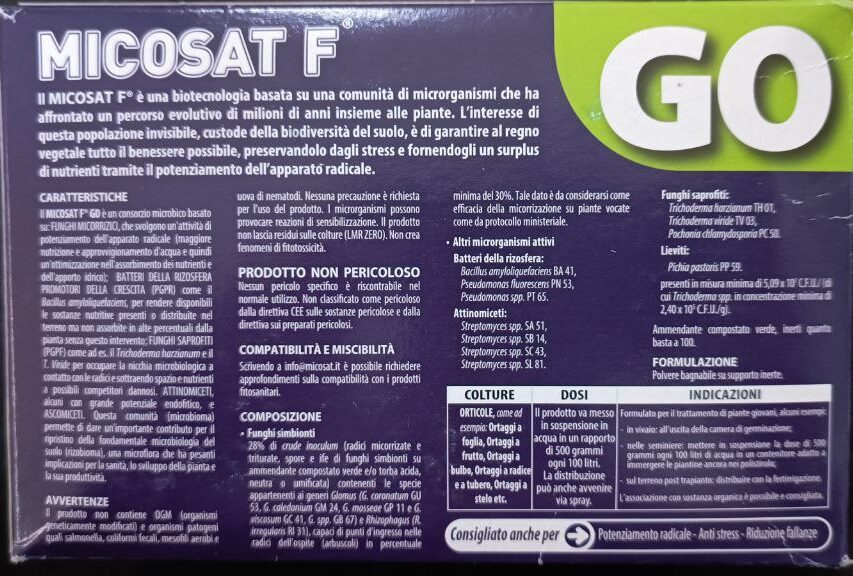 MICOSAT F®
GO
Il MICOSAT F® è una biotecnologia basata su una comunità di microrganismi che ha
affrontato un percorso evolutivo di milioni di anni insieme alle piante. L'interesse di
questa popolazione invisibile, custode della biodiversità del suolo, è di garantire al regno
vegetale tutto il benessere possibile, preservandolo dagli stress e fornendogli un surplus
di nutrienti tramite il potenziamento dell'apparato radicale.
CARATTERISTICHE
Il MICOSAT F® GO è un consorzio microbico basato
su: FUNGHI MICORRIZICI, che svolgono un'attività di
potenziamento dell'apparato radicale (maggiore
nutrizione e approvvigionamento d'acqua e quindi
un'ottimizzazione nell'assorbimento dei nutrienti e
dell'apporto idrico); BATTERI DELLA RIZOSFERA
PROMOTORI DELLA CRESCITA (PGPR) come il
Bacillus amyloliquefaciens, per rendere disponibili
le sostanze nutritive presenti o distribuite nel
terreno ma non assorbite in alte percentuali dalla
pianta senza questo intervento; FUNGHI SAPROFITI
(PGPF) come ad es. il Trichoderma harzianum e il
T. Viride per occupare la nicchia microbiologica a
contatto con le radici e sottraendo spazio e nutrienti
a possibili competitori dannosi. ATTINOMICETI,
alcuni con grande potenziale endofitico, e
ASCOMICETI. Questa comunità (microbioma)
permette di dare un'importante contributo per il
ripristino della fondamentale microbiologia del
suolo (rizobioma), una microflora che ha pesanti
implicazioni per la sanità, lo sviluppo della pianta e
la sua produttività.
AVVERTENZE
Il prodotto non contiene OGM (organismi
geneticamente modificati) e organismi patogeni
quali salmonella, coliformi fecali, mesofili aerobi e
uova di nematodi. Nessuna precauzione è richiesta
per l'uso del prodotto. I microrganismi possono
provocare reazioni di sensibilizzazione. Il prodotto
non lascia residui sulle colture (LMR ZERO). Non crea
fenomeni di fitotossicità.
PRODOTTO NON PERICOLOSO
Nessun pericolo specifico è riscontrabile nel
normale utilizzo. Non classificato come pericoloso
dalla direttiva CEE sulle sostanze pericolose e dalla
direttiva sui preparati pericolosi.
COMPATIBILITÀ E MISCIBILITÀ
Scrivendo a info@micosat.it è possibile richiedere
approfondimenti sulla compatibilità con i prodotti
fitosanitari.
COMPOSIZIONE
• Funghi simbionti
28% di crude inoculum (radici micorrizate e
triturate, spore e ife di funghi simbionti su
ammendante compostato verde e/o torba acida,
neutra o umificata) contenenti le specie
appartenenti ai generi Glomus (G. coronatum GU
53, G. caledonium GM 24, G. mosseae GP 11 e G.
viscosum GC 41, G. spp. GB 67) e Rhizophagus (R.
irregularis RI 31), capaci di punti d'ingresso nelle
radici dell'ospite (arbuscoli) in percentuale
minima del 30%. Tale dato è da considerarsi come
efficacia della micorrizazione su piante vocate
come da protocollo ministeriale.
• Altri microrganismi attivi
Batteri della rizosfera:
Bacillus amyloliquefaciens BA 41,
Pseudomonas fluorescens PN 53,
Pseudomonas spp. PT 65.
Attinomiceti:
Streptomyces spp. SA 51,
Streptomyces spp. SB 14,
Streptomyces spp. SC 43,
Streptomyces spp. SL 81.
Funghi saprofiti:
Trichoderma harzianum TH 01,
Trichoderma viride TV 03,
Pochonia chlamydosporia PC 50.
Lieviti:
Pichia pastoris PP 59.
presenti in misura minima di 5,09 x 10⁷ C.F.U./ (di
cui Trichoderma spp. in concentrazione minima di
2,40 x 10⁵ C.F.U./g).
Ammendante compostato verde, inerti quanto
basta a 100.
FORMULAZIONE
Polvere bagnabile su supporto inerte.
COLTURE DOSI INDICAZIONI
ORTICOLE, come ad
esempio: Ortaggi a
foglia, Ortaggi a
frutto, Ortaggi a
bulbo, Ortaggi a radice
e a tubero, Ortaggi a
stelo etc.
Il prodotto va messo
in sospensione in
acqua in un rapporto
di 500 grammi
ogni 100 litri.
La distribuzione
può anche avvenire
via spray.
Formulato per il trattamento di piante giovani, alcuni esempi:
- in vivaio: all'uscita della camera di germinazione;
- nelle seminiere: mettere in sospensione la dose di 500
grammi ogni 100 litri di acqua in un contenitore adatto a
immergere le piantine ancora nel polistirolo;
- sul terreno post trapianto: distribuire con la fertirrigazione.
L'associazione con sostanza organica è possibile e consigliata.
Consigliato anche per Potenziamento radicale - Anti stress - Riduzione fallanze